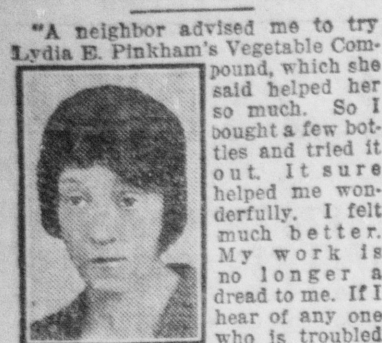 "A neighbor advised me to try
Lydia E. Pinkham's Vegetable Com-
pound, which she
said helped her
so much. So I
bought a few bot-
tles and tried it
out. It sure
helped me won-
derfully. I felt
much better.
My work is
no longer a
dread to me. If I
hear of any one
who is troubled